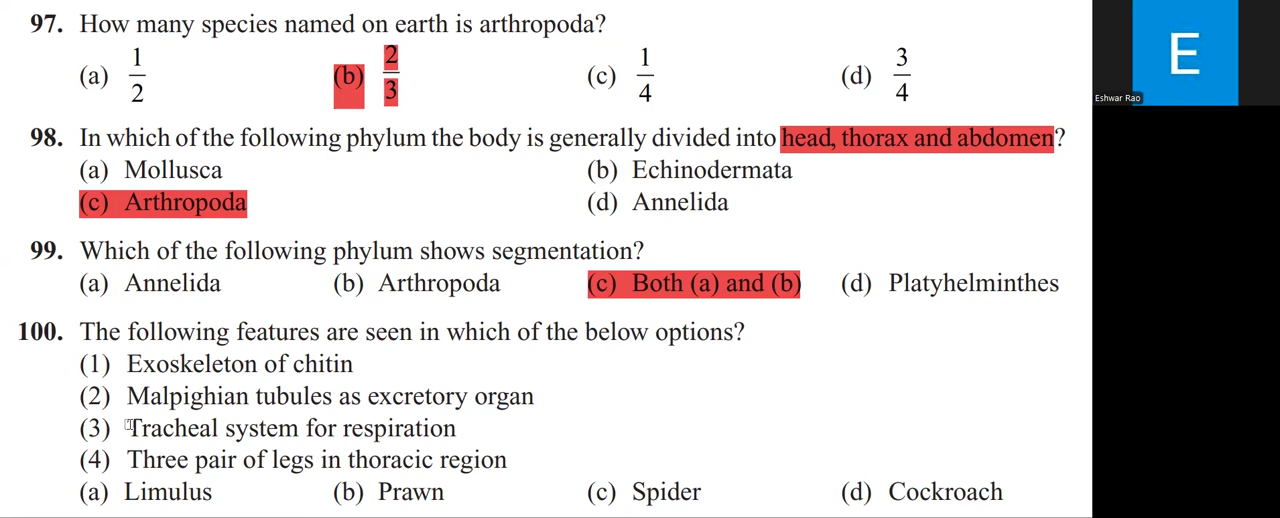 97. How many species named on earth is arthropoda?
(a) 1/2 (b) 2/3 (c) 1/4 (d) 3/4
98. In which of the following phylum the body is generally divided into head, thorax and abdomen?
(a) Mollusca (b) Echinodermata
(c) Arthropoda (d) Annelida
99. Which of the following phylum shows segmentation?
(a) Annelida (b) Arthropoda (c) Both (a) and (b) (d) Platyhelminthes
100. The following features are seen in which of the below options?
(1) Exoskeleton of chitin
(2) Malpighian tubules as excretory organ
(3) Tracheal system for respiration
(4) Three pair of legs in thoracic region
(a) Limulus (b) Prawn (c) Spider (d) Cockroach
E
Eshwar Rao